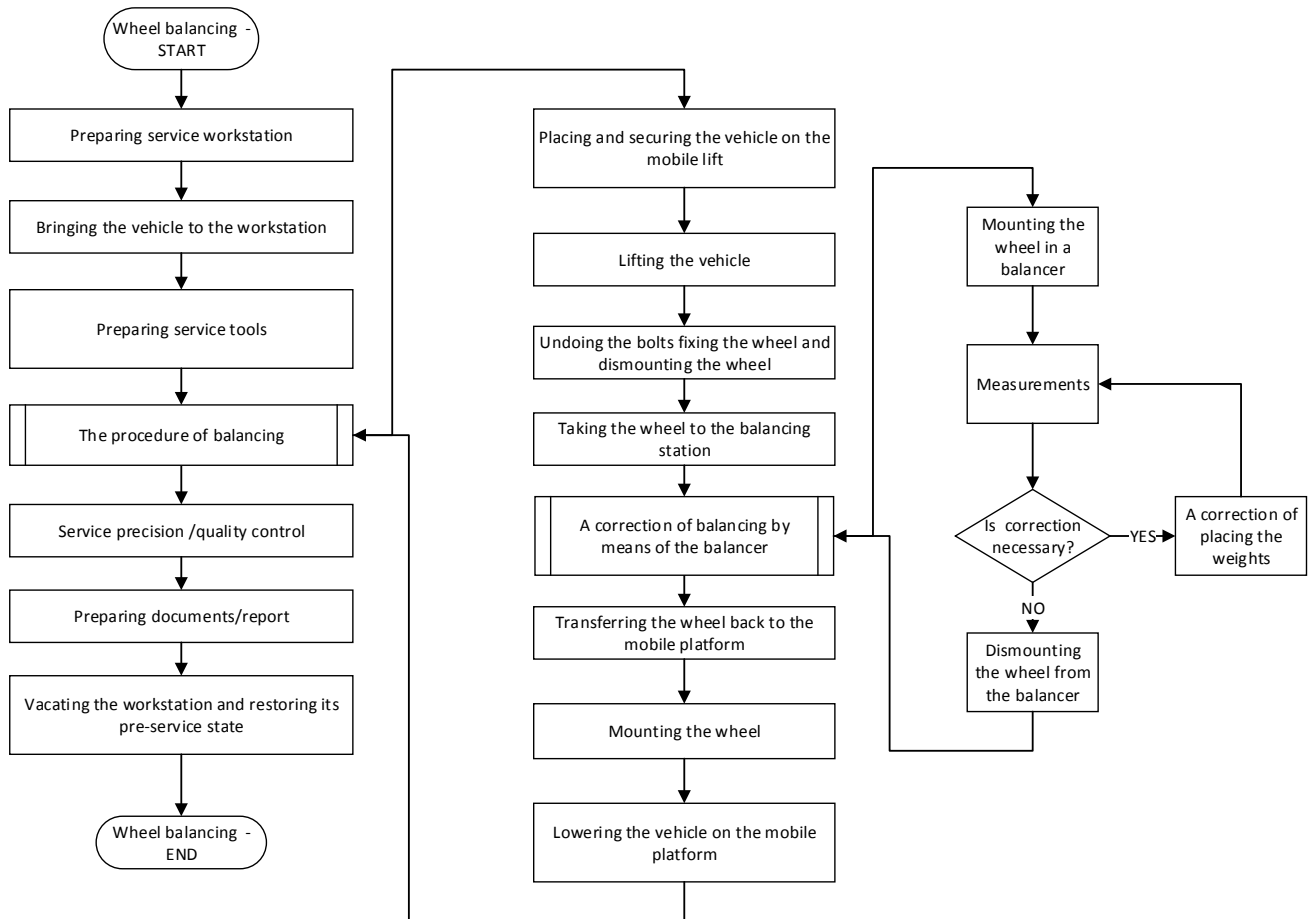 Wheel balancing -
START
Preparing service workstation
Bringing the vehicle to the workstation
Preparing service tools
The procedure of balancing
Service precision /quality control
Preparing documents/report
Vacating the workstation and restoring its
pre-service state
Wheel balancing -
END
Placing and securing the vehicle on the
mobile lift
Lifting the vehicle
Undoing the bolts fixing the wheel and
dismounting the wheel
Taking the wheel to the balancing
station
A correction of balancing by
means of the balancer
Transferring the wheel back to the
mobile platform
Mounting the wheel
Lowering the vehicle on the mobile
platform
Mounting the
wheel in a
balancer
Measurements
Is correction
necessary?
YES
A correction of
placing the
weights
NO
Dismounting
the wheel from
the balancer